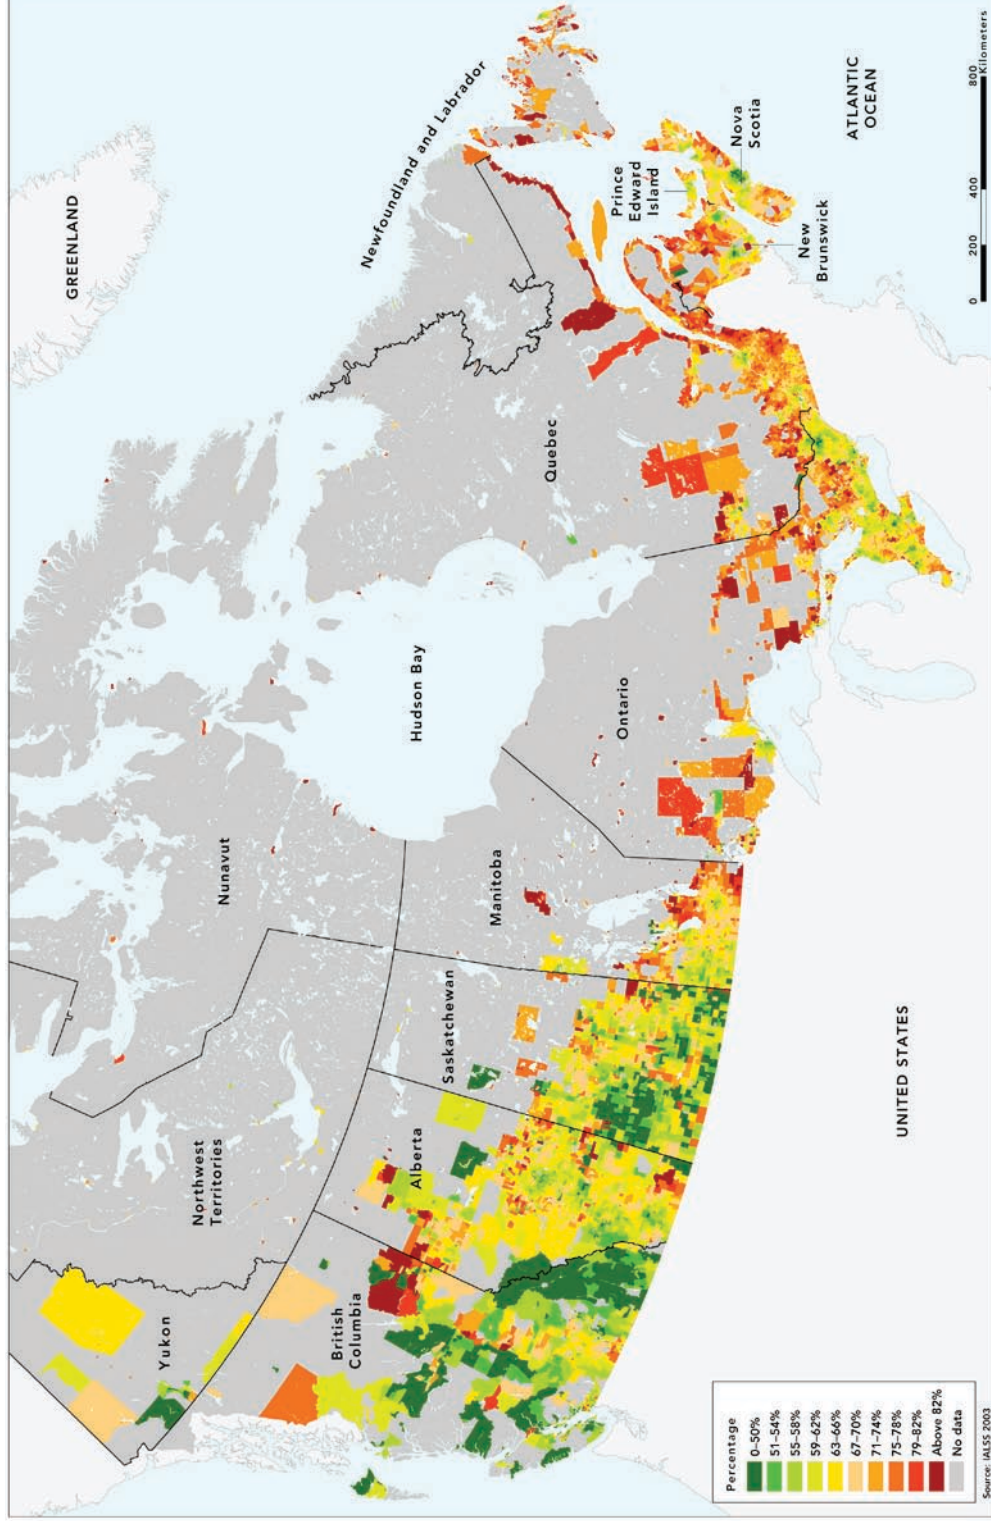 GREENLAND
Newfoundland and Labrador
ATLANTIC
OCEAN
Nova
Scotia
Prince
Edward
Island
New
Brunswick
Quebec
Hudson Bay
Ontario
Nunavut
Manitoba
Saskatchewan
Alberta
Northwest
Territories
British
Columbia
Yukon
UNITED STATES
0 200 400 800
Kilometers
Percentage
0–50%
51–54%
55–58%
59–62%
63–66%
67–70%
71–74%
75–78%
79–82%
Above 82%
No data
Source: IALSS 2003